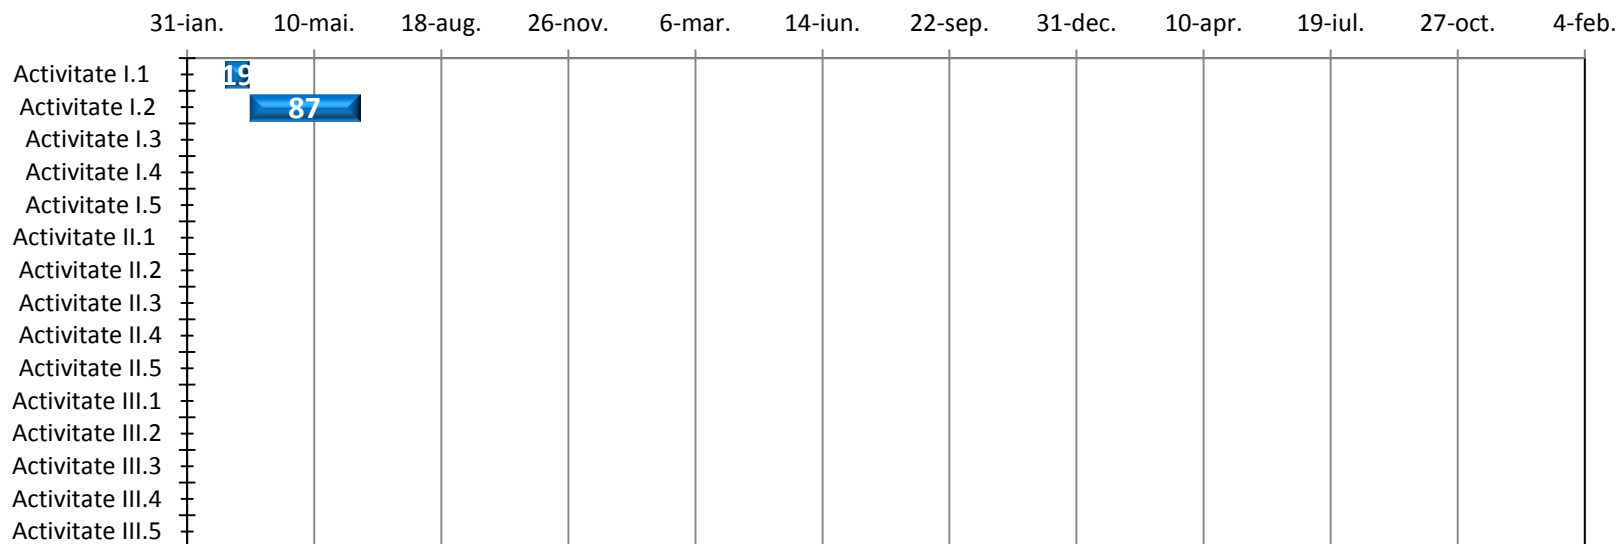 31-ian. 10-mai. 18-aug. 26-nov. 6-mar. 14-iun. 22-sep. 31-dec. 10-apr. 19-iul. 27-oct. 4-feb.
Activitate I.1 19
Activitate I.2 87
Activitate I.3
Activitate I.4
Activitate I.5
Activitate II.1
Activitate II.2
Activitate II.3
Activitate II.4
Activitate II.5
Activitate III.1
Activitate III.2
Activitate III.3
Activitate III.4
Activitate III.5